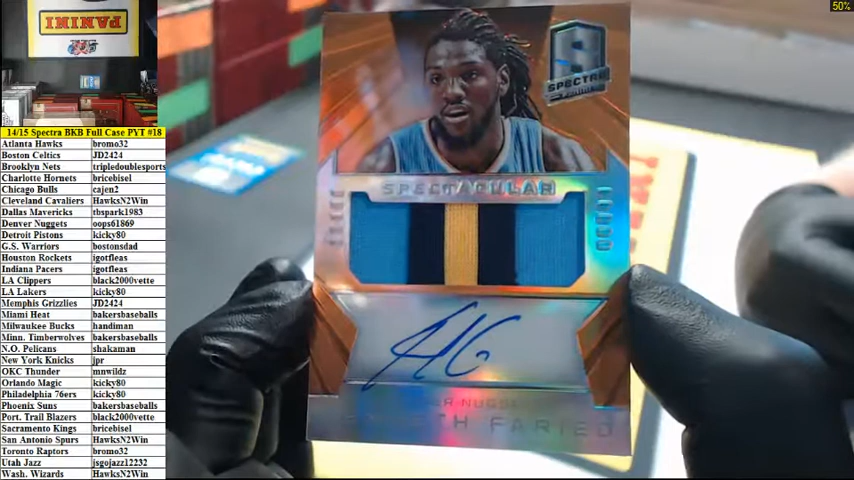 50%
PANINI
14/15 Spectra BKB Full Case PYT #18
Atlanta Hawks bromo32
Boston Celtics JD2424
Brooklyn Nets tripledoublesports
Charlotte Hornets bricebisel
Chicago Bulls cajen2
Cleveland Cavaliers HawksN2Win
Dallas Mavericks tbspark1983
Denver Nuggets oops61869
Detroit Pistons kicky80
G.S. Warriors bostonsdad
Houston Rockets igotfleas
Indiana Pacers igotfleas
LA Clippers black2000vette
LA Lakers kicky80
Memphis Grizzlies JD2424
Miami Heat bakersbaseballs
Milwaukee Bucks handiman
Minn. Timberwolves bakersbaseballs
N.O. Pelicans shakaman
New York Knicks jpr
OKC Thunder mnwildz
Orlando Magic kicky80
Philadelphia 76ers kicky80
Phoenix Suns bakersbaseballs
Port. Trail Blazers black2000vette
Sacramento Kings bricebisel
San Antonio Spurs HawksN2Win
Toronto Raptors bromo32
Utah Jazz jsgojazz12232
Wash. Wizards HawksN2Win
S
SPECTRA
PANINI
SPECTACULAR
FARIED